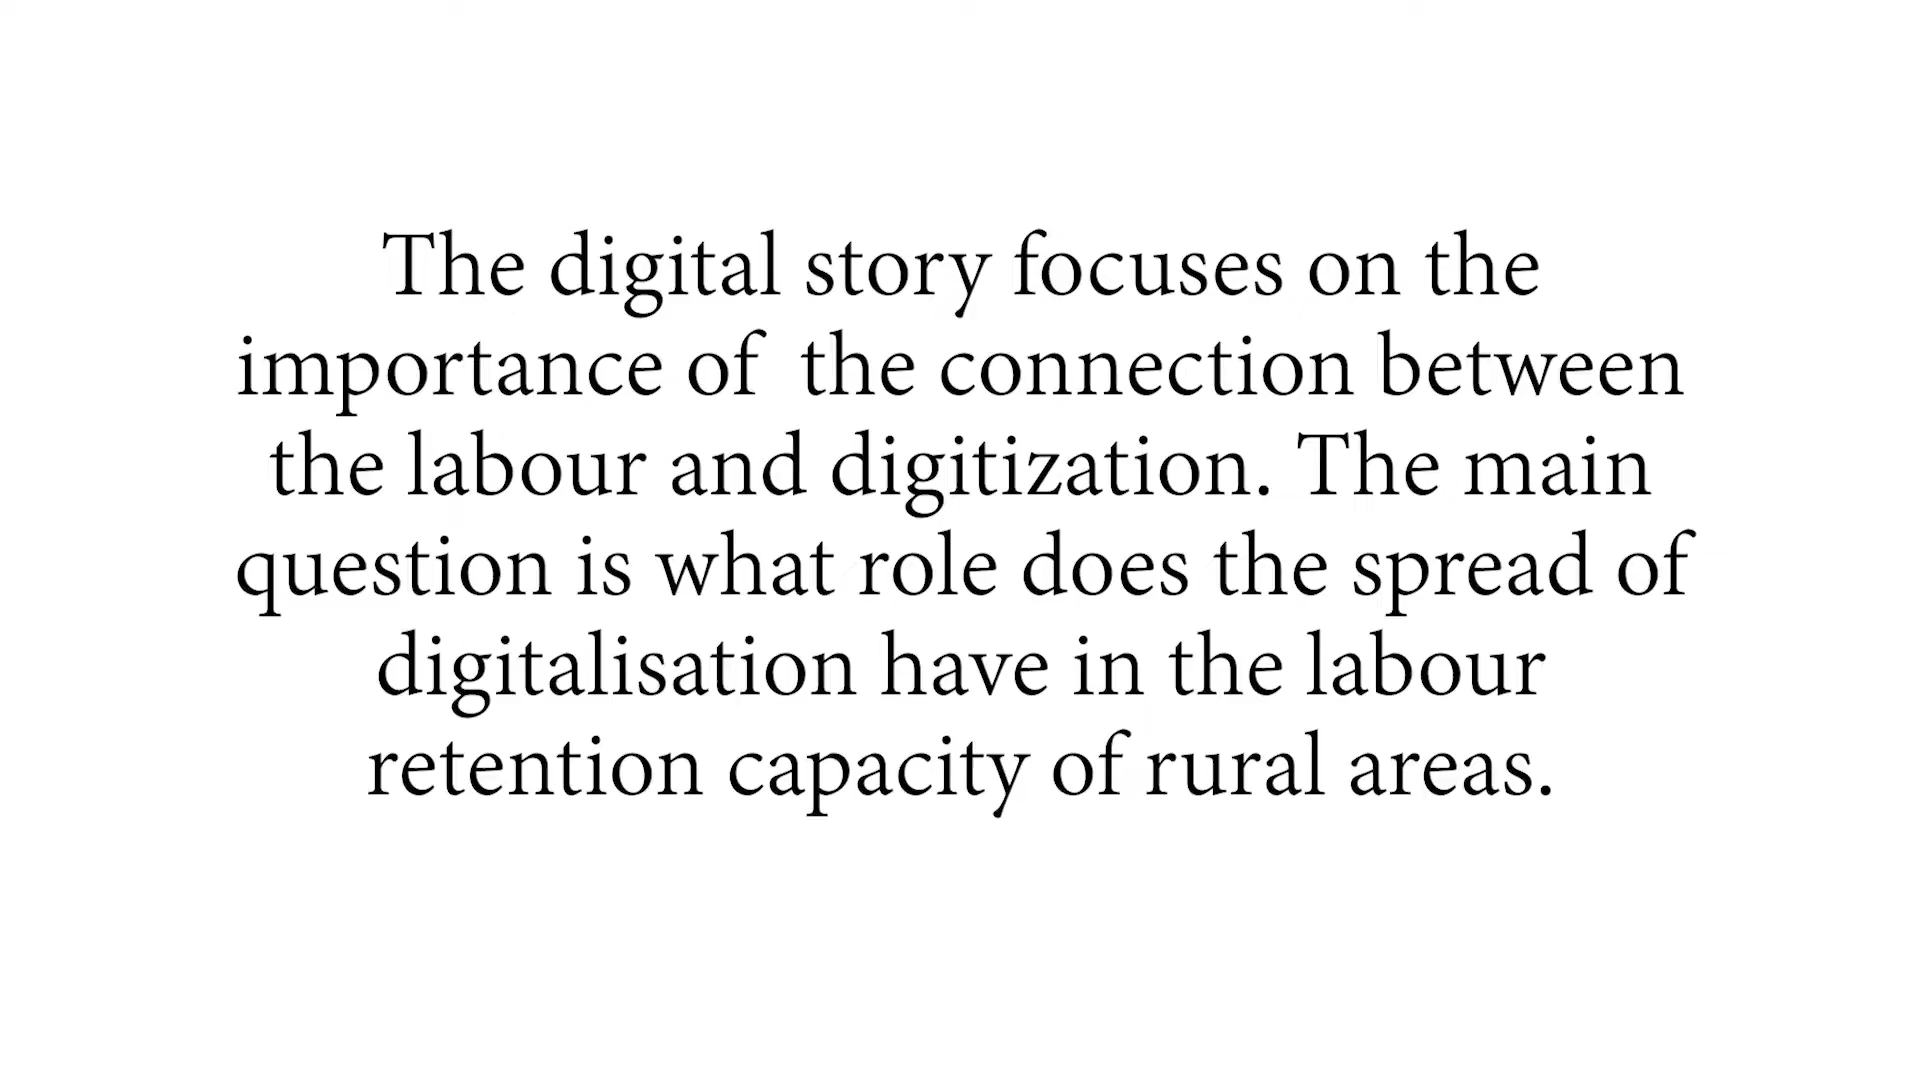 The digital story focuses on the
importance of  the connection between
the labour and digitization. The main
question is what role does the spread of
digitalisation have in the labour
retention capacity of rural areas.